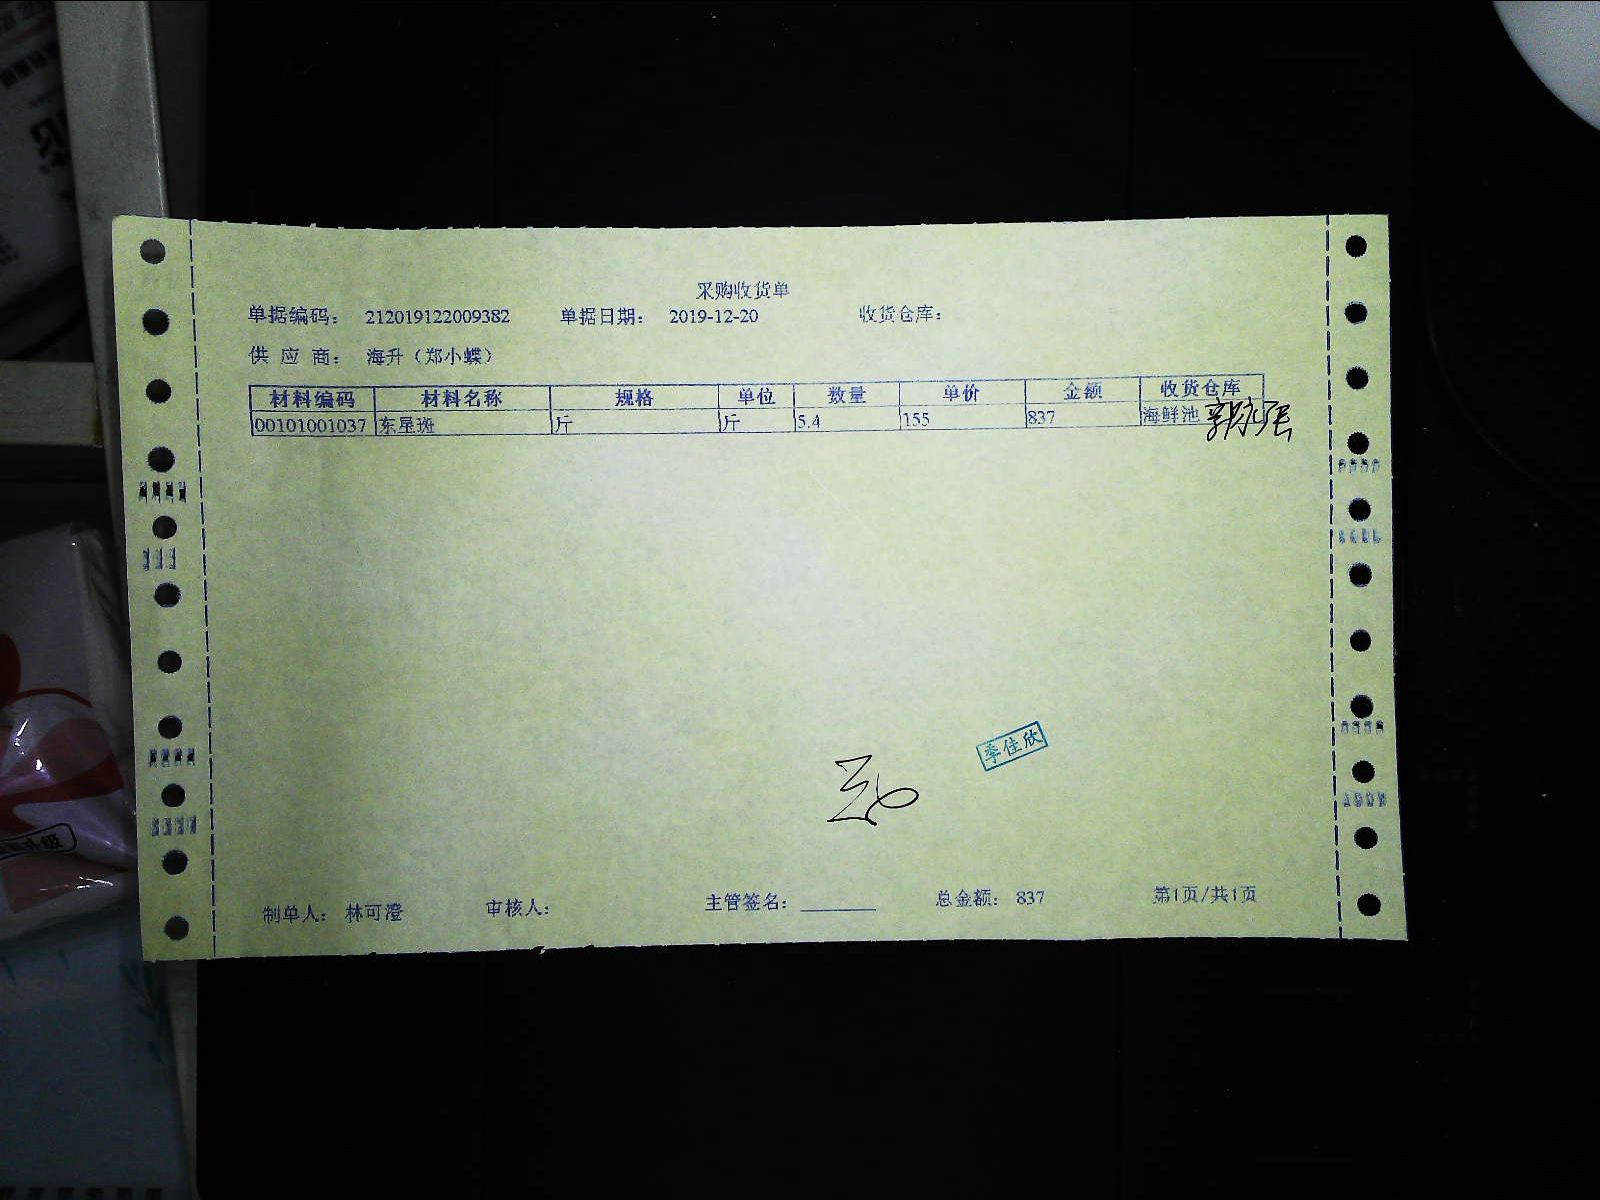 采购收货单
单据编码： 212019122009382 单据日期： 2019-12-20 收货仓库：
供 应 商： 海升（郑小蝶）
材料编码 材料名称 规格 单位 数量 单价 金额 收货仓库
00101001037 东星斑 斤 斤 5.4 155 837 海鲜池
李佳欣
制单人： 林可澄 审核人： 主管签名： 总金额： 837 第1页/共1页